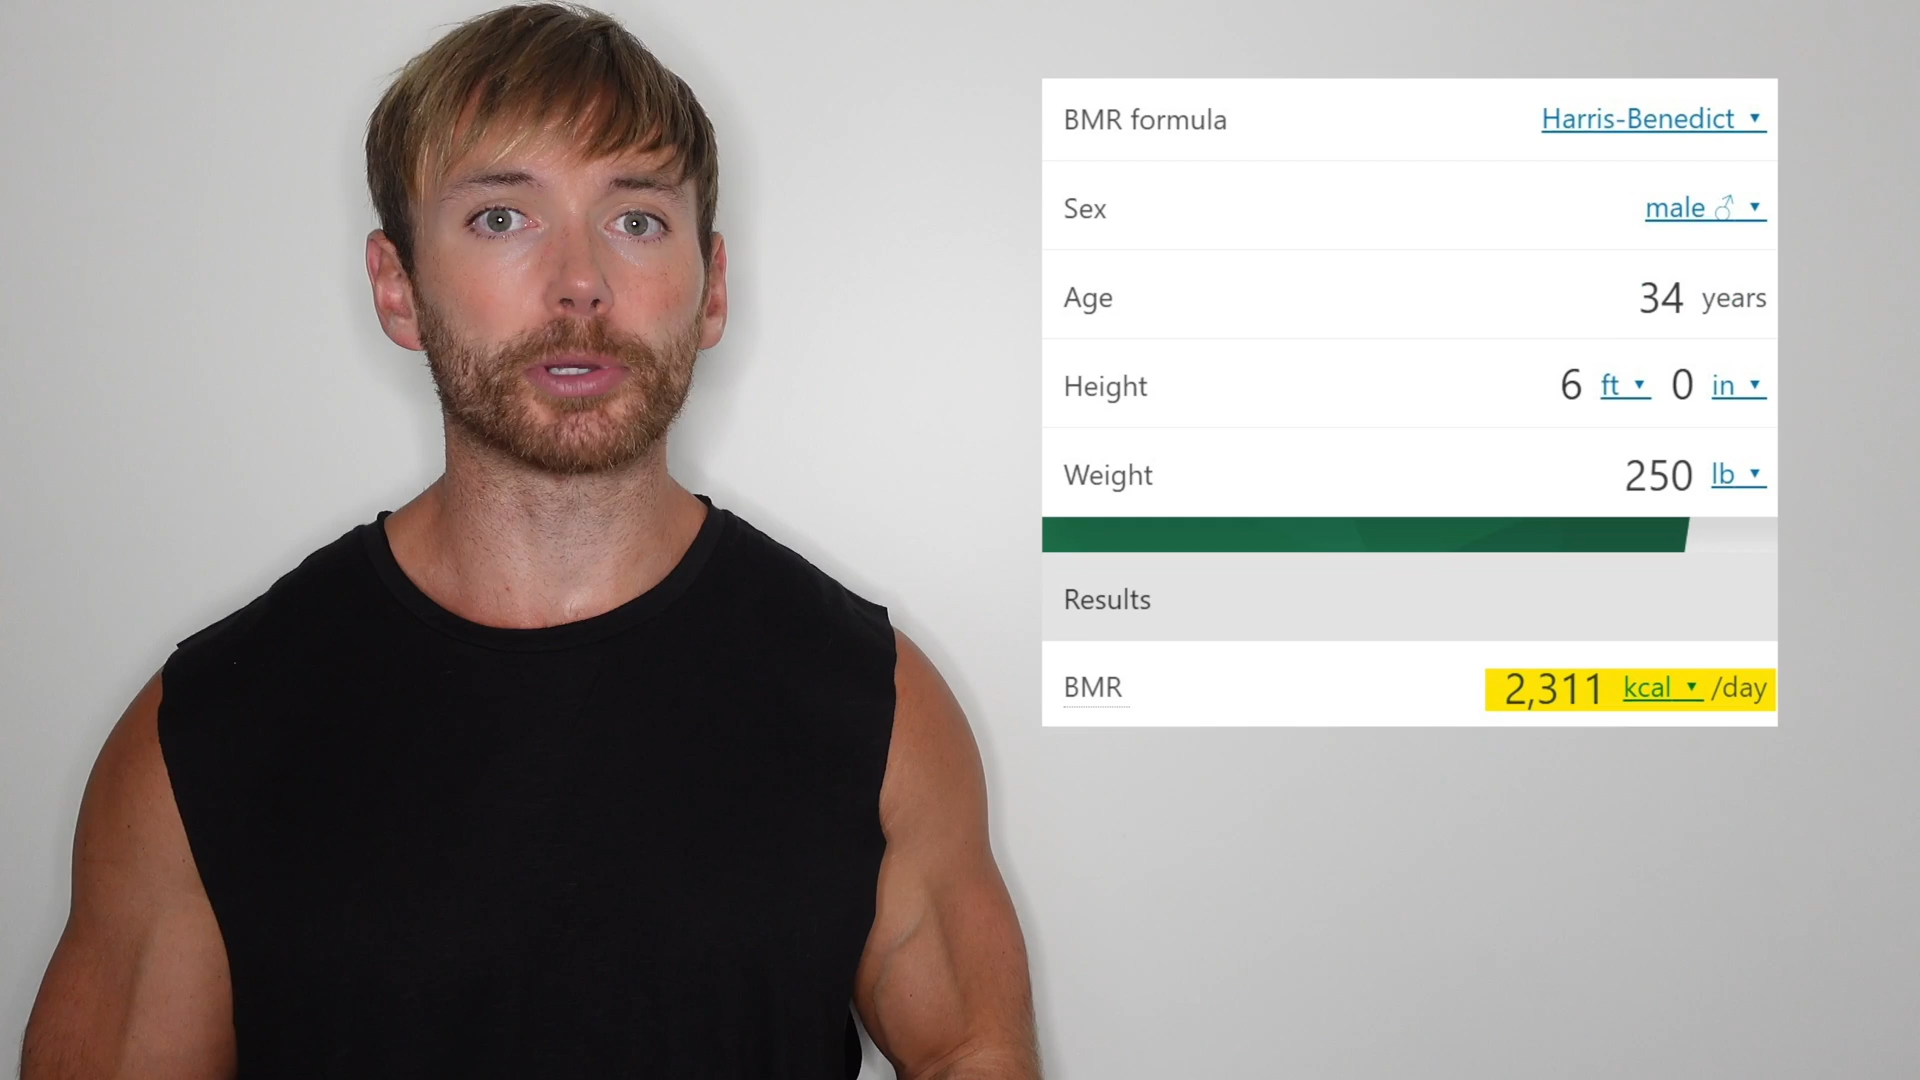 BMR formula Harris-Benedict
Sex male ♂
Age 34 years
Height 6 ft 0 in
Weight 250 lb
Results
BMR 2,311 kcal /day